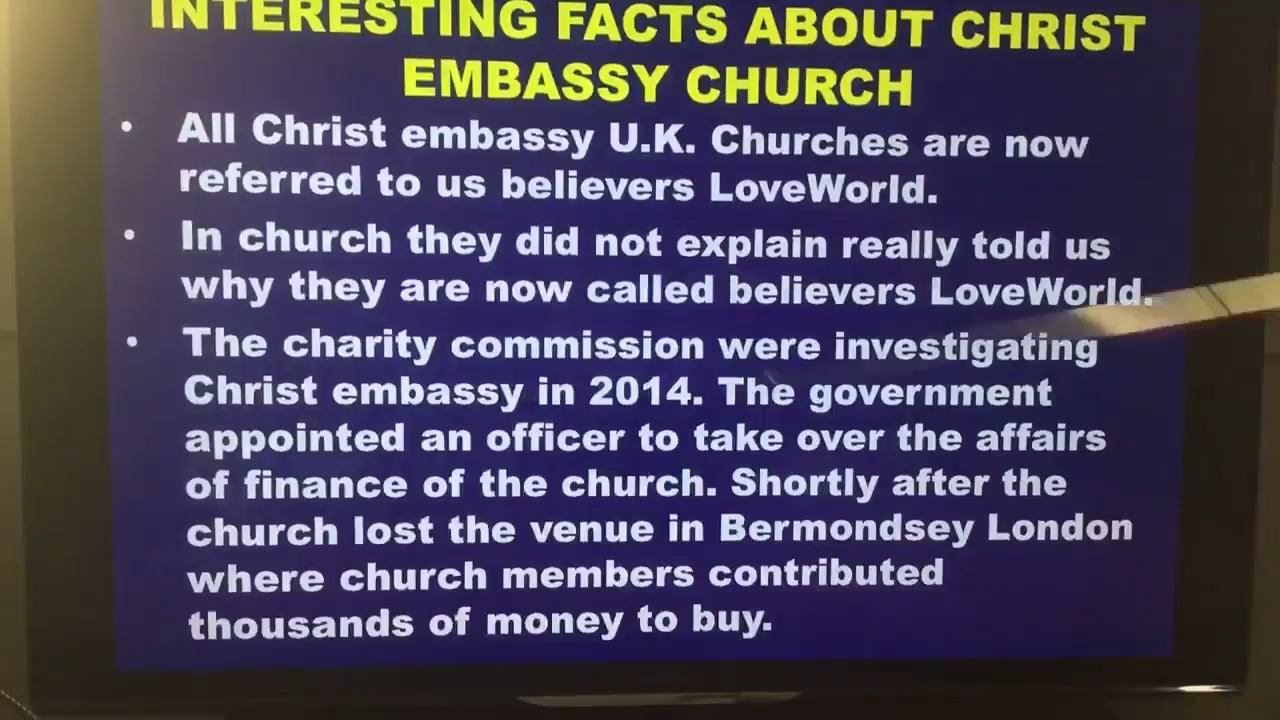 INTERESTING FACTS ABOUT CHRIST
EMBASSY CHURCH
• All Christ embassy U.K. Churches are now
referred to us believers LoveWorld.
• In church they did not explain really told us
why they are now called believers LoveWorld.
• The charity commission were investigating
Christ embassy in 2014. The government
appointed an officer to take over the affairs
of finance of the church. Shortly after the
church lost the venue in Bermondsey London
where church members contributed
thousands of money to buy.